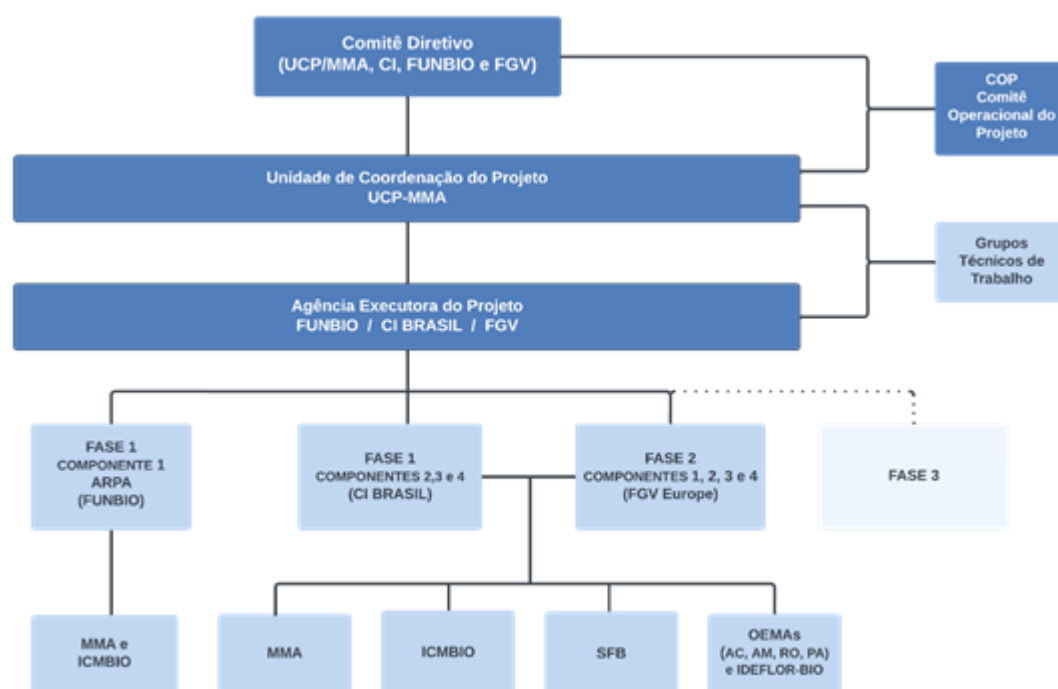 Comitê Diretivo
(UCP/MMA, CI, FUNBIO e FGV)
COP
Comitê
Operacional do
Projeto
Unidade de Coordenação do Projeto
UCP-MMA
Grupos
Técnicos de
Trabalho
Agência Executora do Projeto
FUNBIO / CI BRASIL / FGV
FASE 1
COMPONENTE 1
ARPA
(FUNBIO)
FASE 1
COMPONENTES 2,3 e 4
(CI BRASIL)
FASE 2
COMPONENTES 1, 2, 3 e 4
(FGV Europe)
FASE 3
MMA e
ICMBIO
MMA
ICMBIO
SFB
OEMAs
(AC, AM, RO, PA)
e IDEFLOR-BIO